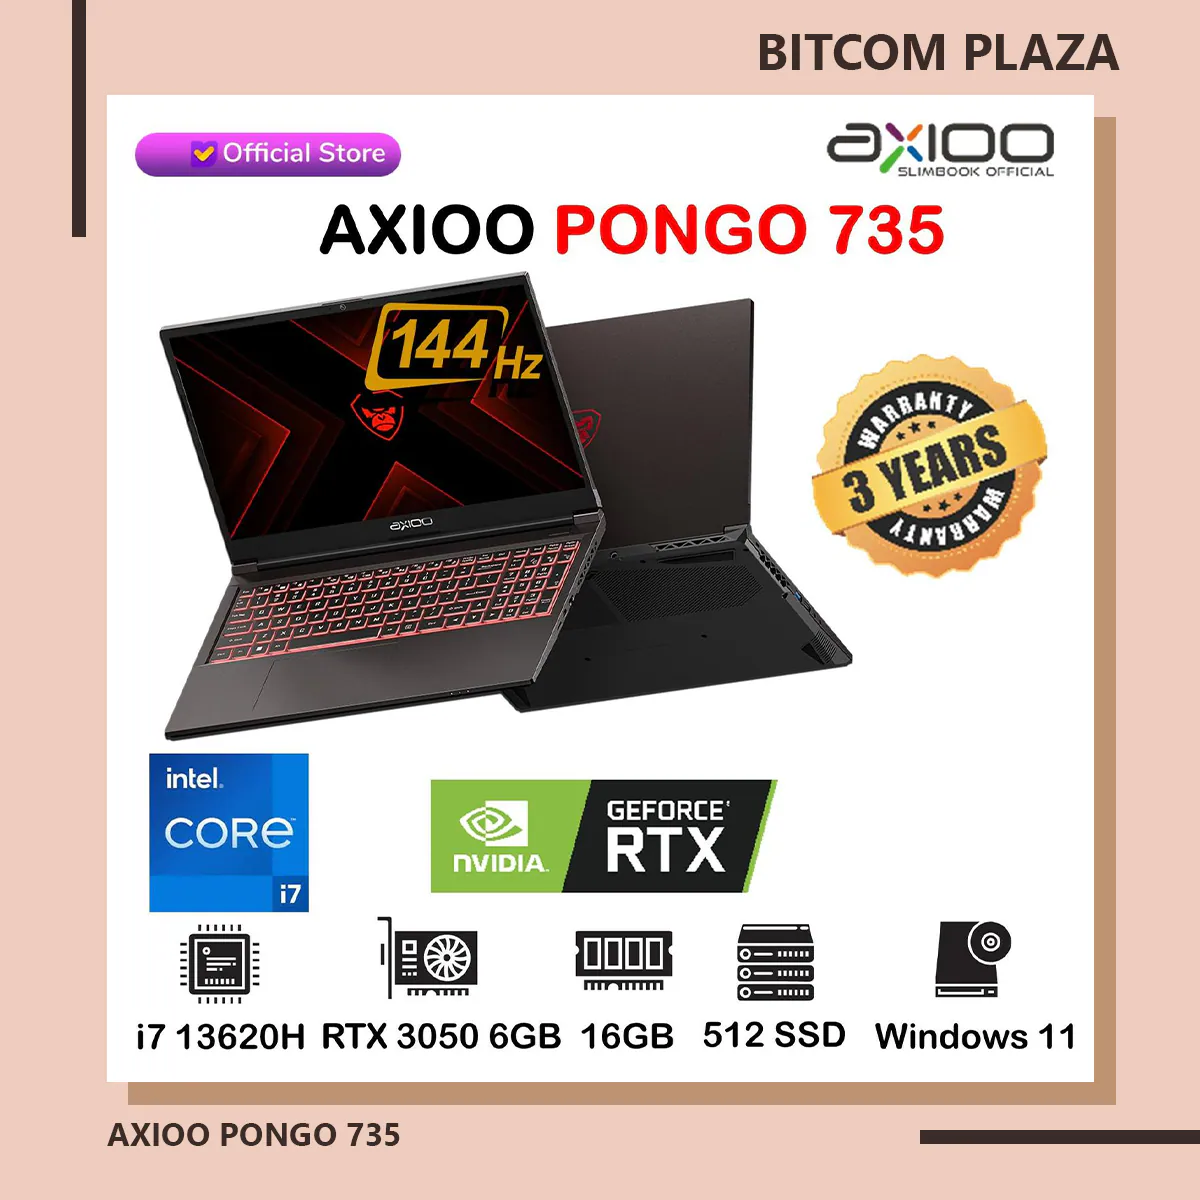 BITCOM PLAZA
Official Store
AXIOO
SLIMBOOK OFFICIAL
AXIOO PONGO 735
144Hz
AXIOO
WARRANTY
3 YEARS
WARRANTY
intel.
CORE™
i7
NVIDIA.
GEFORCE
RTX
i7 13620H
RTX 3050 6GB
16GB
512 SSD
Windows 11
AXIOO PONGO 735